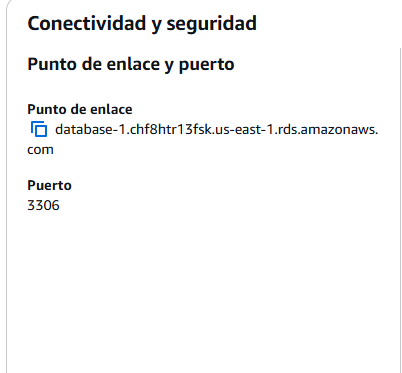 Conectividad y seguridad
Punto de enlace y puerto
Punto de enlace
database-1.chf8htr13fsk.us-east-1.rds.amazonaws.
com
Puerto
3306